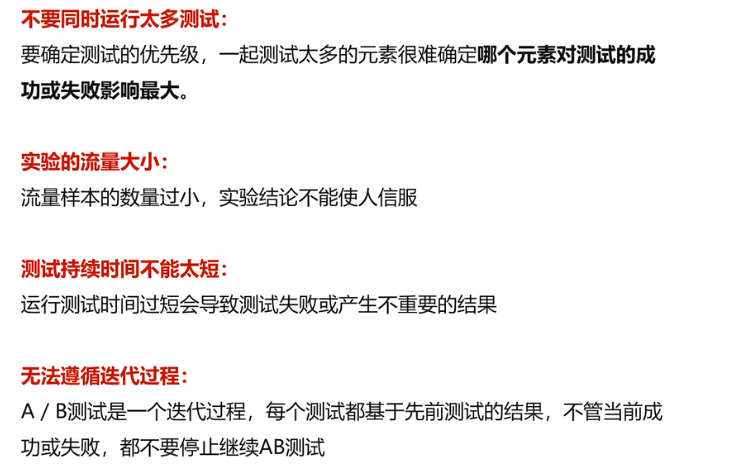 不要同时运行太多测试：
要确定测试的优先级，一起测试太多的元素很难确定哪个元素对测试的成
功或失败影响最大。
实验的流量大小：
流量样本的数量过小，实验结论不能使人信服
测试持续时间不能太短：
运行测试时间过短会导致测试失败或产生不重要的结果
无法遵循迭代过程：
A / B测试是一个迭代过程，每个测试都基于先前测试的结果，不管当前成
功或失败，都不要停止继续AB测试